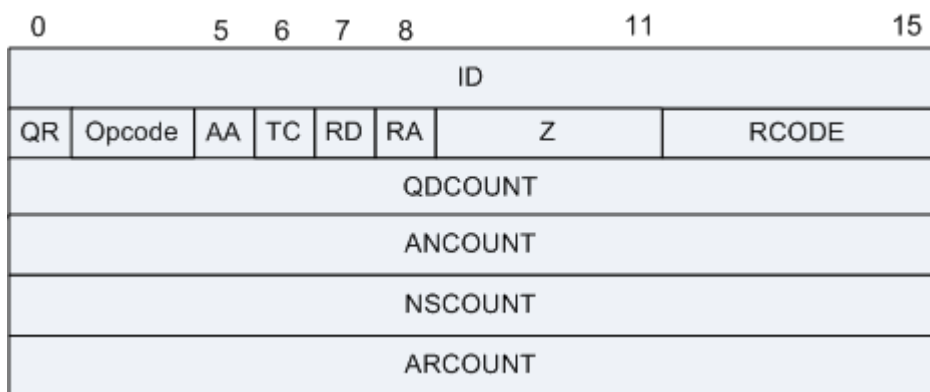 0 5 6 7 8 11 15
ID
QR Opcode AA TC RD RA Z RCODE
QDCOUNT
ANCOUNT
NSCOUNT
ARCOUNT